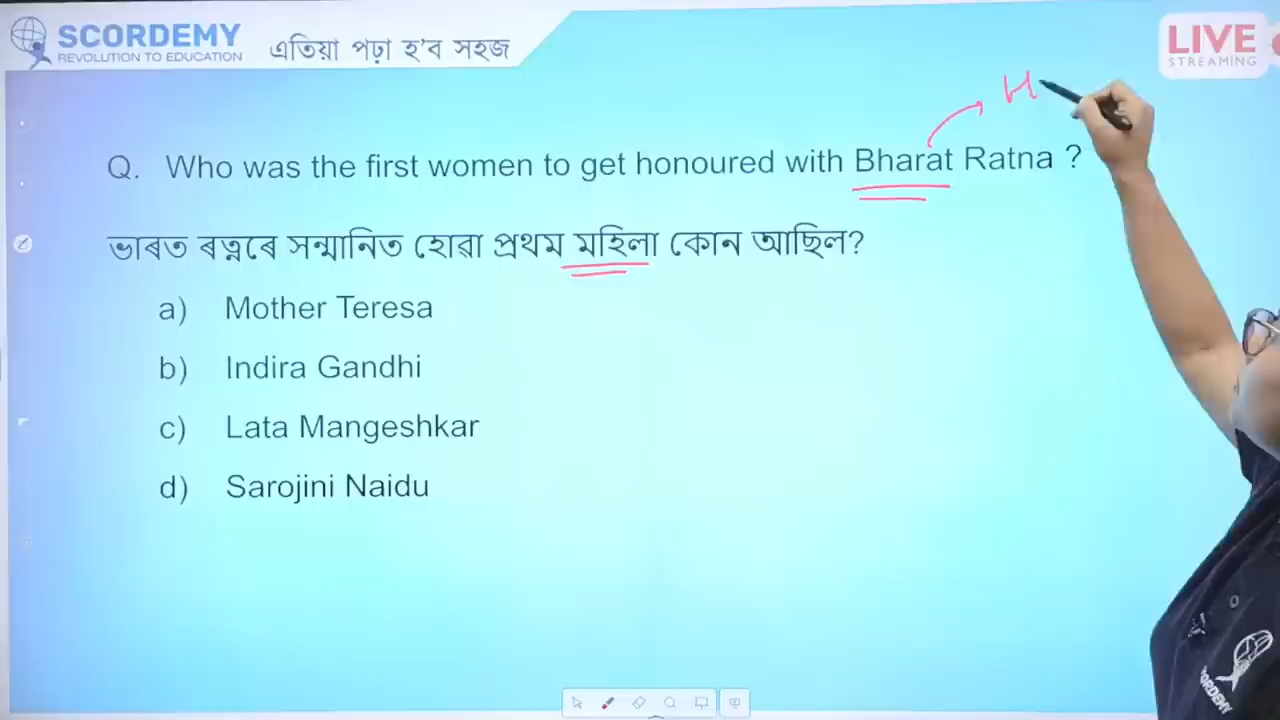 SCORDEMY
REVOLUTION TO EDUCATION
এতিয়া পঢ়া হ'ব সহজ
LIVE
STREAMING
H
Q. Who was the first women to get honoured with Bharat Ratna ?
ভাৰত ৰত্নৰে সন্মানিত হোৱা প্ৰথম মহিলা কোন আছিল?
a) Mother Teresa
b) Indira Gandhi
c) Lata Mangeshkar
d) Sarojini Naidu
SCORDEMY